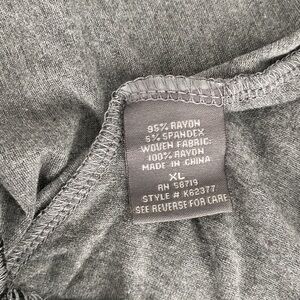 95% RAYON
5% SPANDEX
WOVEN FABRIC:
100% RAYON
MADE IN CHINA
XL
RN 58719
STYLE # K62377
SEE REVERSE FOR CARE